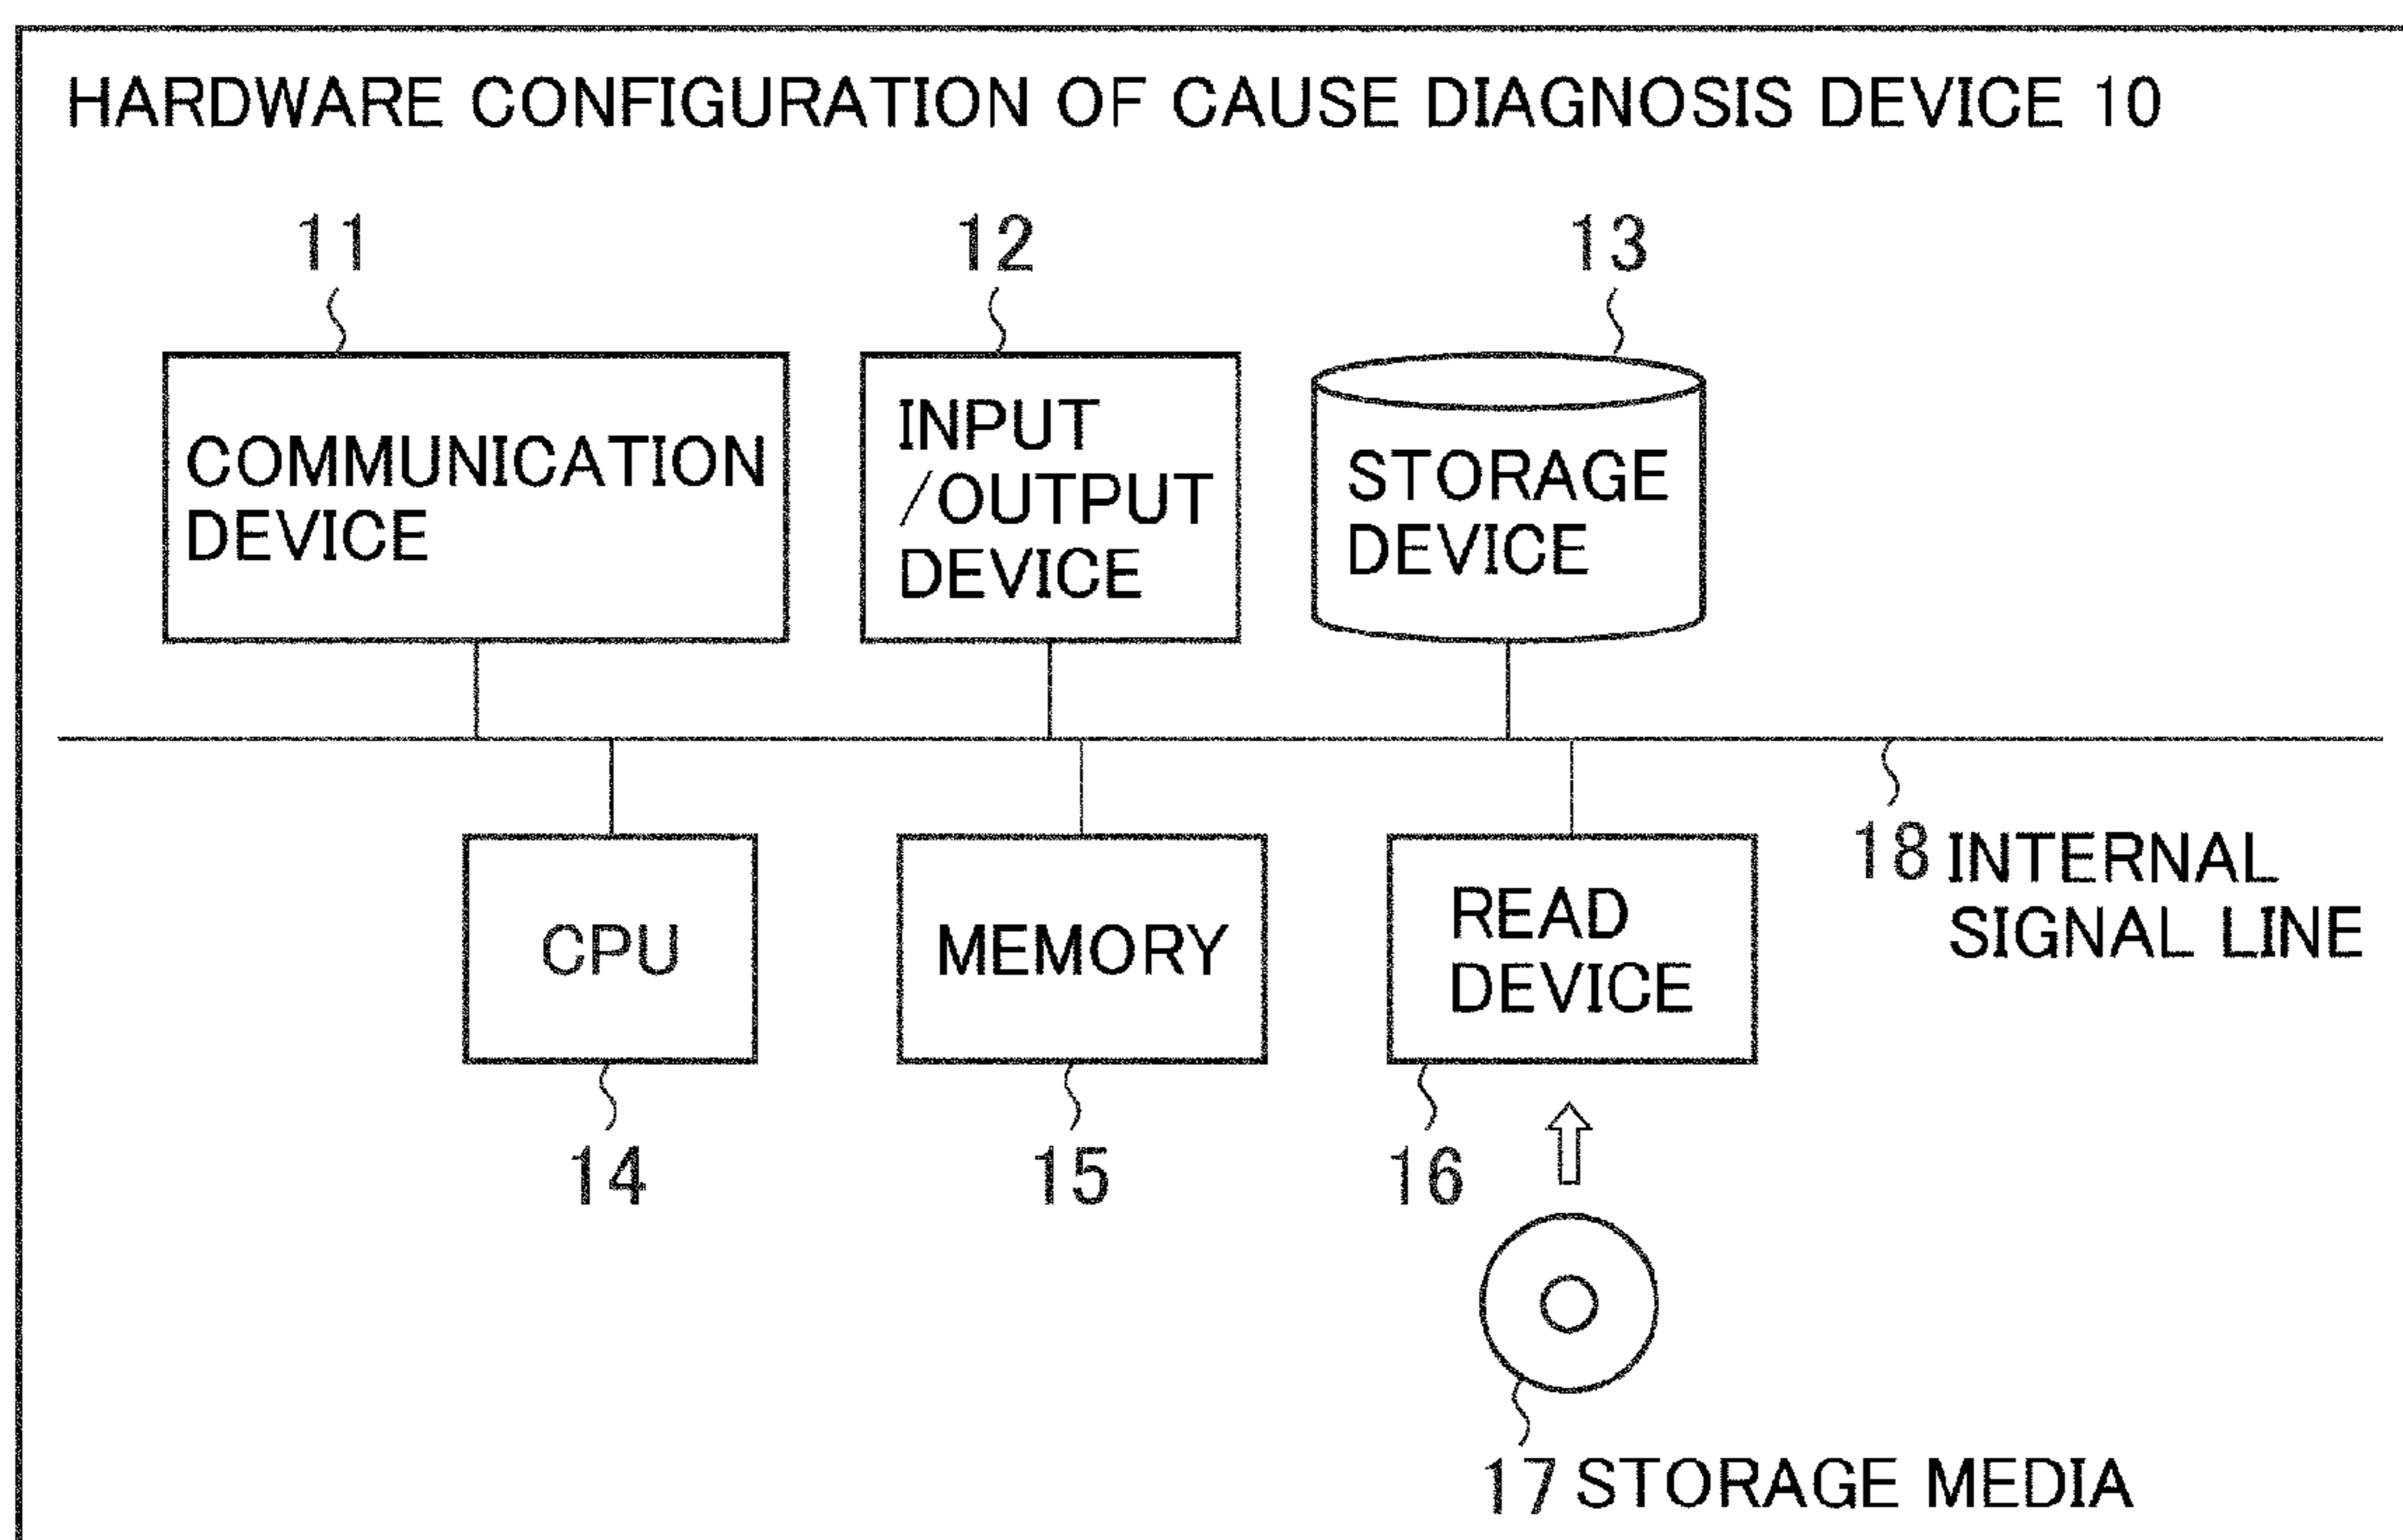 HARDWARE CONFIGURATION OF CAUSE DIAGNOSIS DEVICE 10
11
12
13
COMMUNICATION
DEVICE
INPUT
/OUTPUT
DEVICE
STORAGE
DEVICE
18 INTERNAL
SIGNAL LINE
CPU
MEMORY
READ
DEVICE
14
15
16
17 STORAGE MEDIA